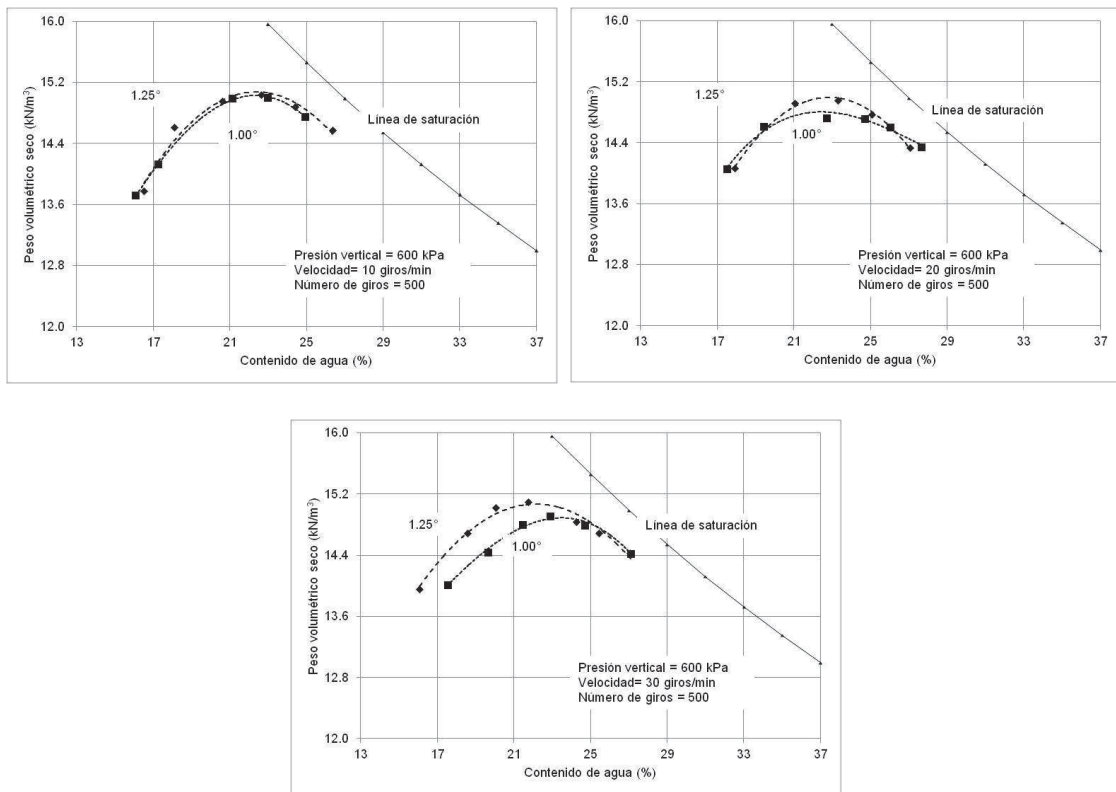 16.0
15.2
14.4
13.6
12.8
12.0
Peso volumétrico seco (kN/m³)
1.25°
1.00°
Línea de saturación
Presión vertical = 600 kPa
Velocidad= 10 giros/min
Número de giros = 500
13 17 21 25 29 33 37
Contenido de agua (%)
16.0
15.2
14.4
13.6
12.8
12.0
Peso volumétrico seco (kN/m³)
1.25°
1.00°
Línea de saturación
Presión vertical = 600 kPa
Velocidad= 20 giros/min
Número de giros = 500
13 17 21 25 29 33 37
Contenido de agua (%)
16.0
15.2
14.4
13.6
12.8
12.0
Peso volumétrico seco (kN/m³)
1.25°
1.00°
Línea de saturación
Presión vertical = 600 kPa
Velocidad= 30 giros/min
Número de giros = 500
13 17 21 25 29 33 37
Contenido de agua (%)